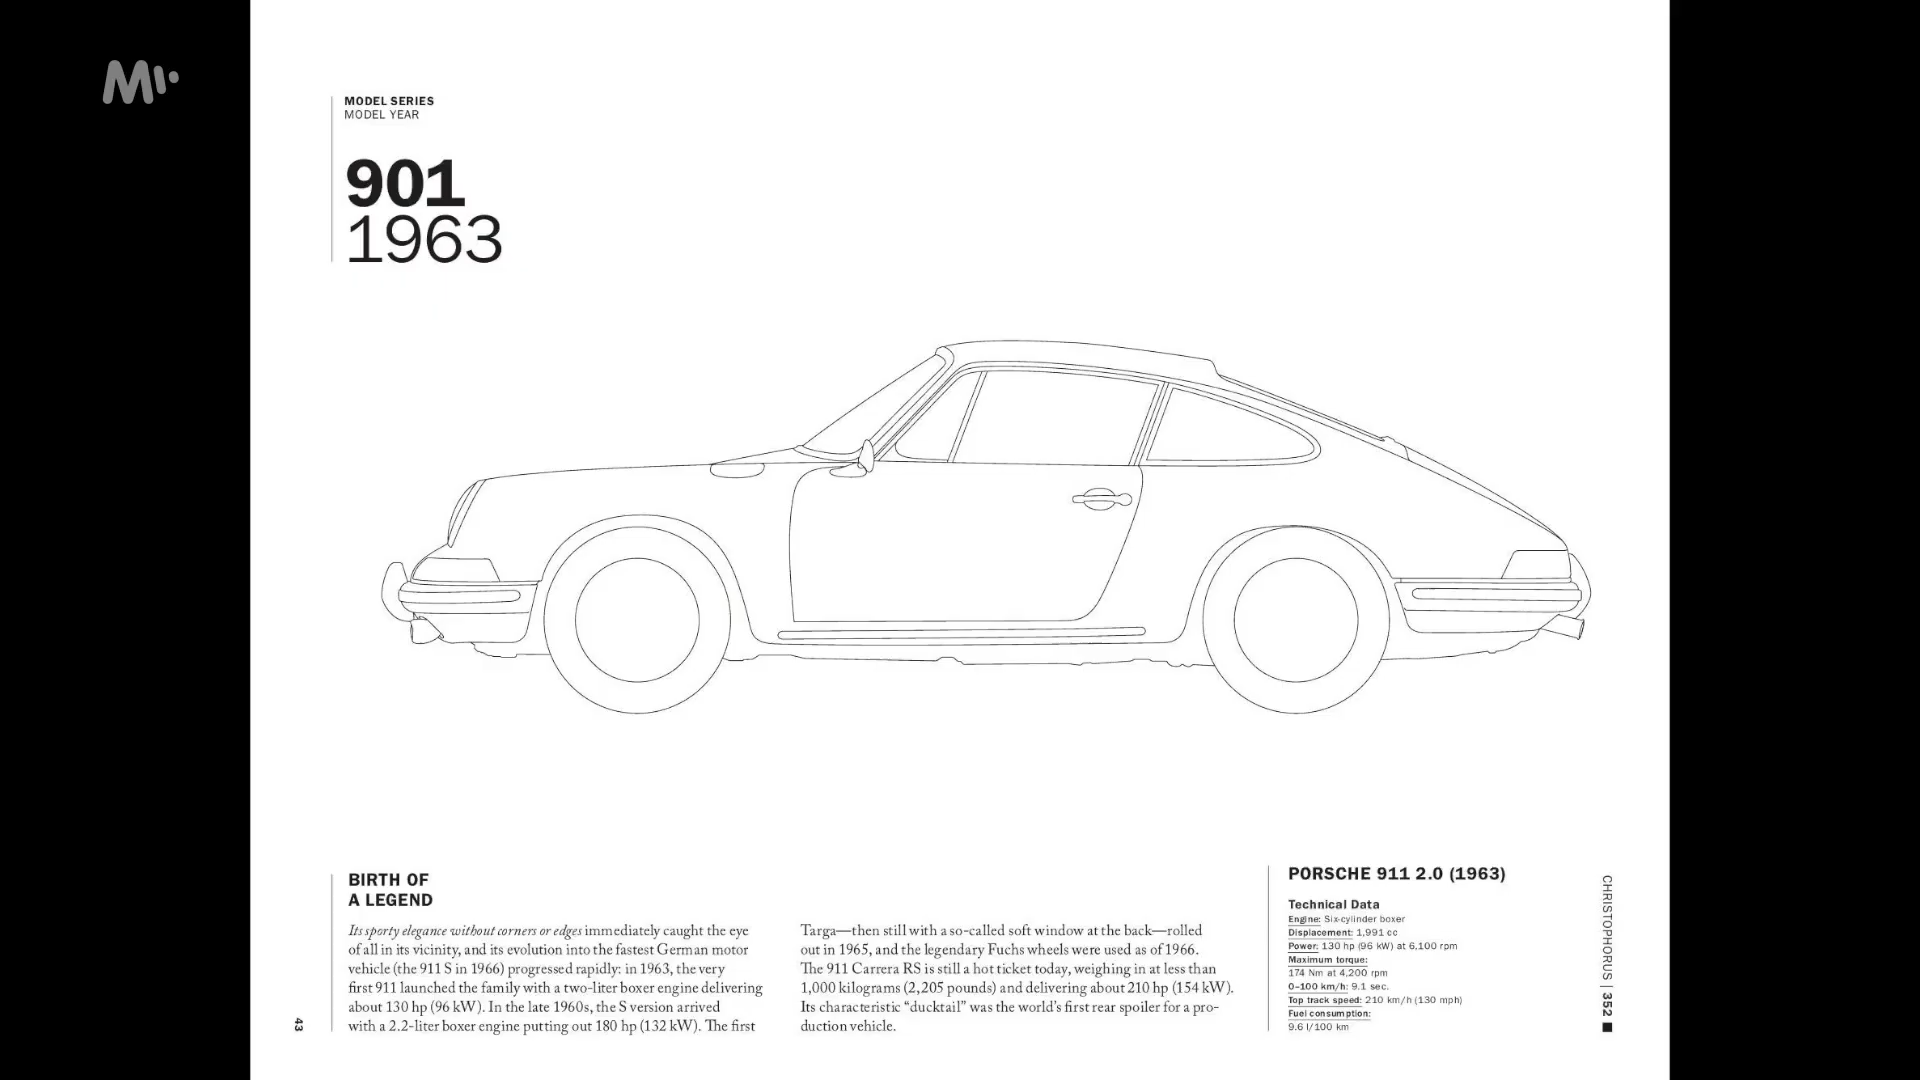 MODEL SERIES
MODEL YEAR
901
1963
BIRTH OF
A LEGEND
Its sporty elegance without corners or edges immediately caught the eye
of all in its vicinity, and its evolution into the fastest German motor
vehicle (the 911 S in 1966) progressed rapidly: in 1963, the very
first 911 launched the family with a two-liter boxer engine delivering
about 130 hp (96 kW). In the late 1960s, the S version arrived
with a 2.2-liter boxer engine putting out 180 hp (132 kW). The first
Targa—then still with a so-called soft window at the back—rolled
out in 1965, and the legendary Fuchs wheels were used as of 1966.
The 911 Carrera RS is still a hot ticket today, weighing in at less than
1,000 kilograms (2,205 pounds) and delivering about 210 hp (154 kW).
Its characteristic “ducktail” was the world’s first rear spoiler for a pro-
duction vehicle.
PORSCHE 911 2.0 (1963)
Technical Data
Engine: Six-cylinder boxer
Displacement: 1,991 cc
Power: 130 hp (96 kW) at 6,100 rpm
Maximum torque:
174 Nm at 4,200 rpm
0–100 km/h: 9.1 sec.
Top track speed: 210 km/h (130 mph)
Fuel consumption:
9.6 l/100 km
CHRISTOPHORUS | 352
43